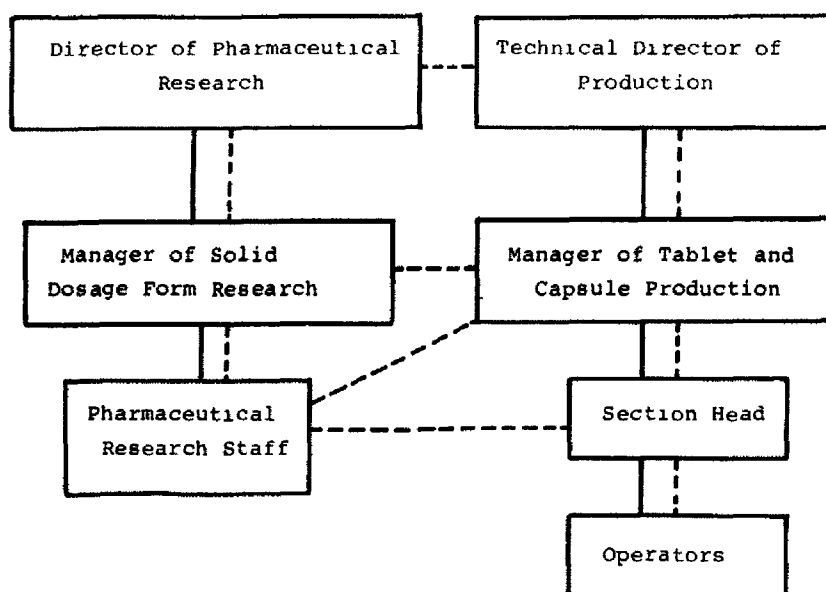 Director of Pharmaceutical
Research
Technical Director of
Production
Manager of Solid
Dosage Form Research
Manager of Tablet and
Capsule Production
Pharmaceutical
Research Staff
Section Head
Operators